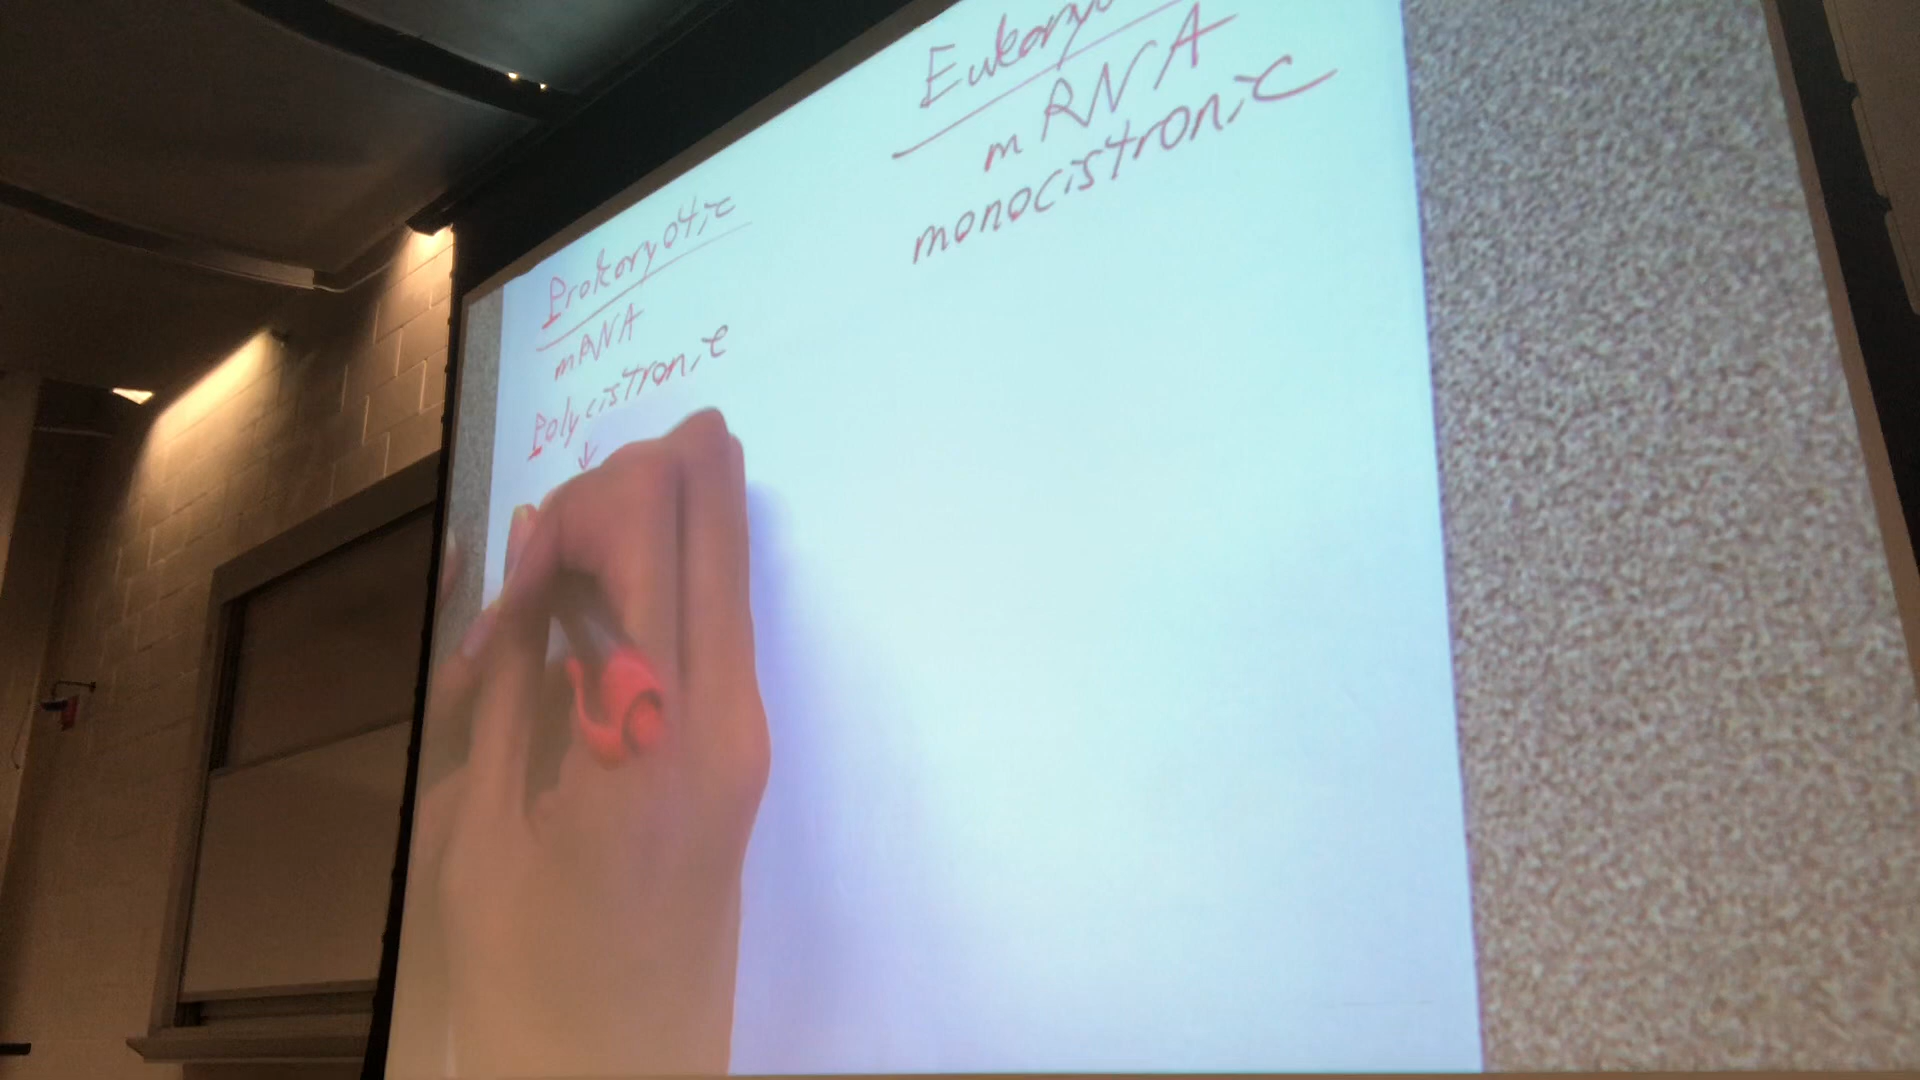 Prokaryotic
mRNA
Polycistronic
Eukaryo
mRNA
monocistronic